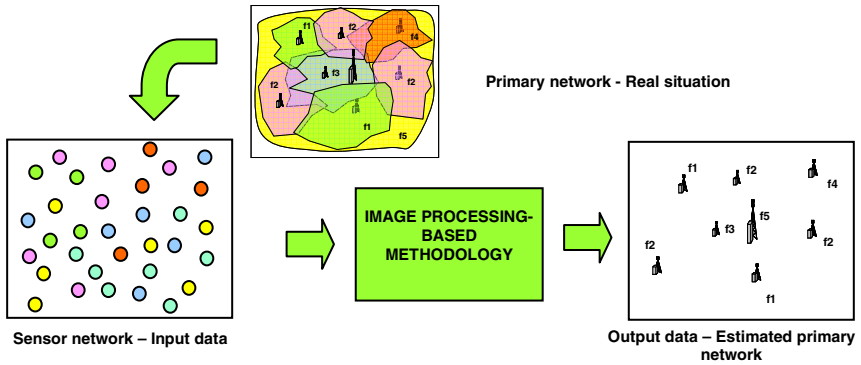 f1
f2
f4
f3
f2
f2
f1
f5
Primary network - Real situation
IMAGE PROCESSING-
BASED
METHODOLOGY
f1
f2
f4
f5
f3
f2
f2
f1
Sensor network – Input data
Output data – Estimated primary
network